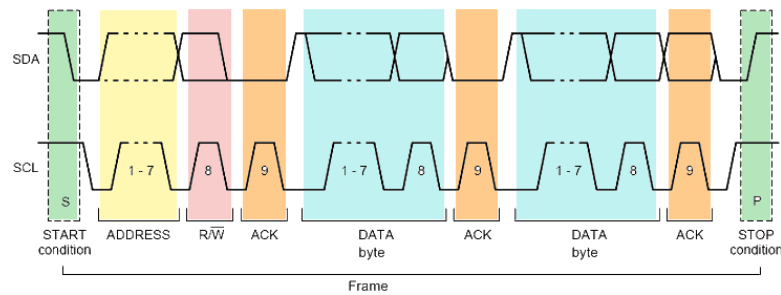 SDA
SCL
1 - 7
8
9
1 - 7
8
9
1 - 7
8
9
S
P
START
condition
ADDRESS
R/W̅
ACK
DATA
byte
ACK
DATA
byte
ACK
STOP
condition
Frame